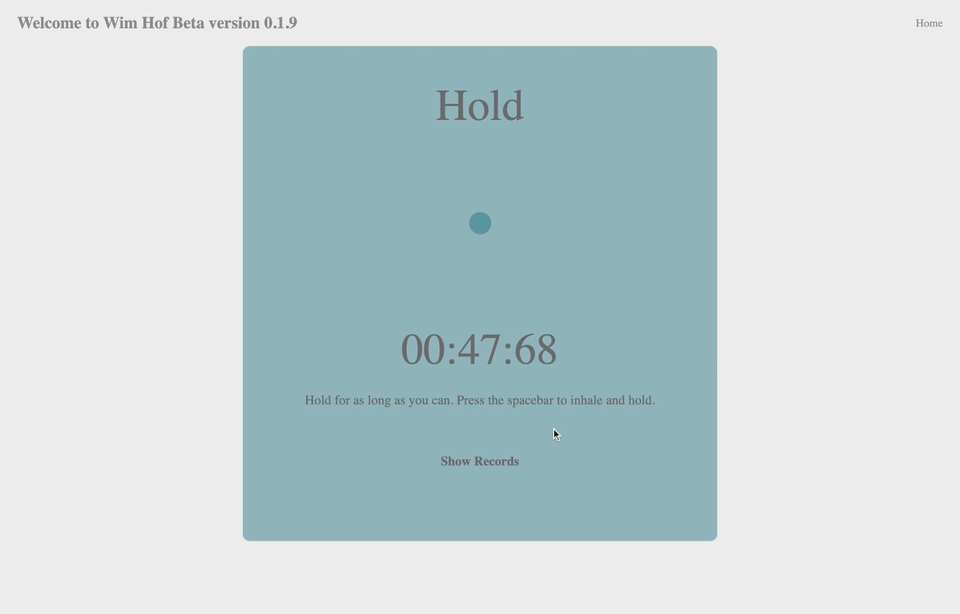 Welcome to Wim Hof Beta version 0.1.9
Home
Hold
00:47:68
Hold for as long as you can. Press the spacebar to inhale and hold.
Show Records